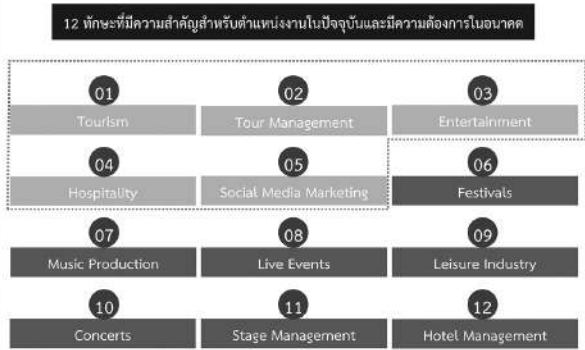 12 ทักษะที่มีความสำคัญสำหรับตำแหน่งงานในปัจจุบันและมีความต้องการในอนาคต
01
02
03
Tourism
Tour Management
Entertainment
04
05
06
Hospitality
Social Media Marketing
Festivals
07
08
09
Music Production
Live Events
Leisure Industry
10
11
12
Concerts
Stage Management
Hotel Management